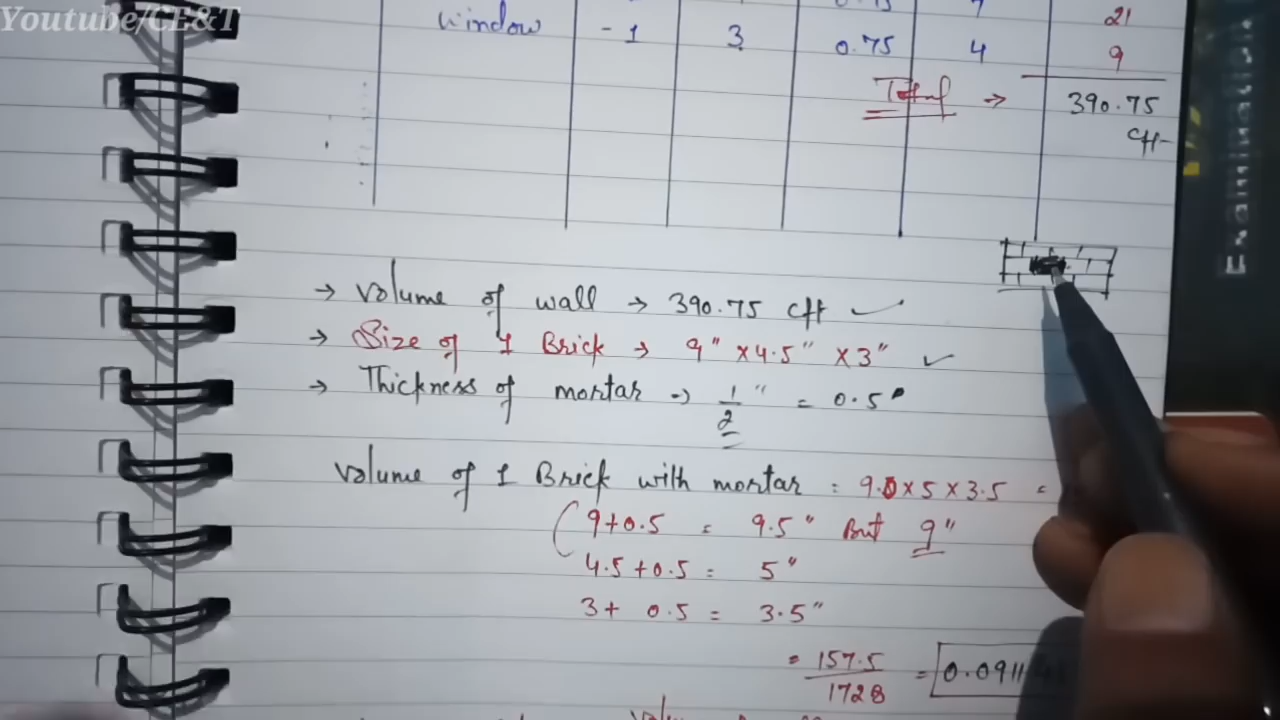 Youtube/CE&T
21
window -1 3 0.75 4 9
Total → 390.75
cft
Examination
→ Volume of wall → 390.75 cft ✓
→ Size of 1 Brick → 9" x 4.5" x 3" ✓
→ Thickness of mortar → 1/2" = 0.5"
Volume of 1 Brick with mortar = 9.0 x 5 x 3.5 =
(9+0.5 = 9.5" But 9"
4.5+0.5 = 5"
3+ 0.5 = 3.5"
= 157.5/1728 = 0.0911